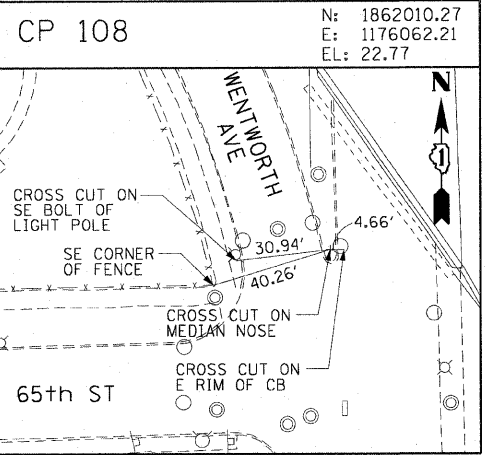 CP 108
N: 1862010.27
E: 1176062.21
EL: 22.77
N
1
WENTWORTH
AVE
CROSS CUT ON
SE BOLT OF
LIGHT POLE
4.66'
30.94'
SE CORNER
OF FENCE
40.26'
CROSS CUT ON
MEDIAN NOSE
CROSS CUT ON
E RIM OF CB
65th ST